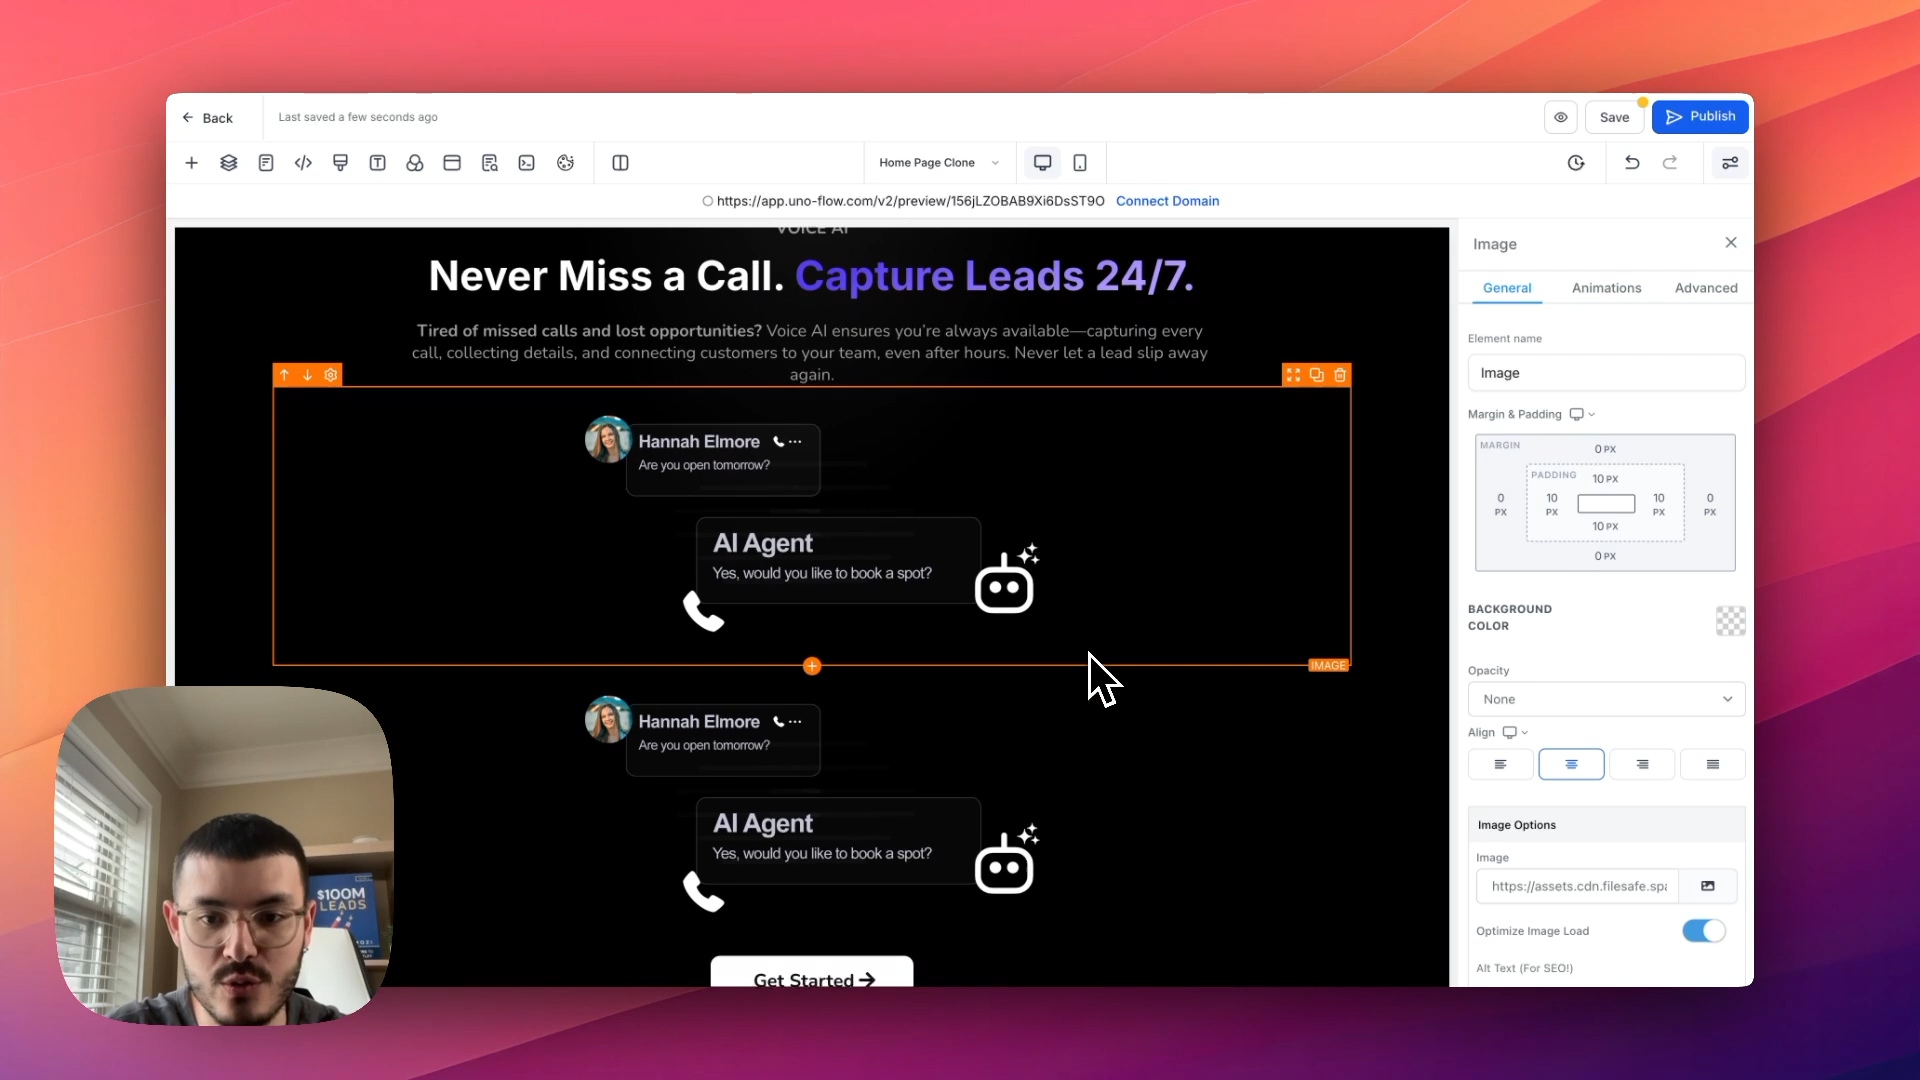 Back
Last saved a few seconds ago
Save
Publish
Home Page Clone
https://app.uno-flow.com/v2/preview/156jLZOBAB9Xi6DsST9O Connect Domain
VOICE AI
Never Miss a Call. Capture Leads 24/7.
Tired of missed calls and lost opportunities? Voice AI ensures you're always available—capturing every
call, collecting details, and connecting customers to your team, even after hours. Never let a lead slip away
again.
Hannah Elmore
Are you open tomorrow?
AI Agent
Yes, would you like to book a spot?
IMAGE
Hannah Elmore
Are you open tomorrow?
AI Agent
Yes, would you like to book a spot?
Get Started
Image
General Animations Advanced
Element name
Image
Margin & Padding
MARGIN
0 PX
PADDING
10 PX
0
PX
10
PX
10
PX
0
PX
10 PX
0 PX
BACKGROUND
COLOR
Opacity
None
Align
Image Options
Image
https://assets.cdn.filesafe.spa
Optimize Image Load
Alt Text (For SEO!)
$100M
LEADS